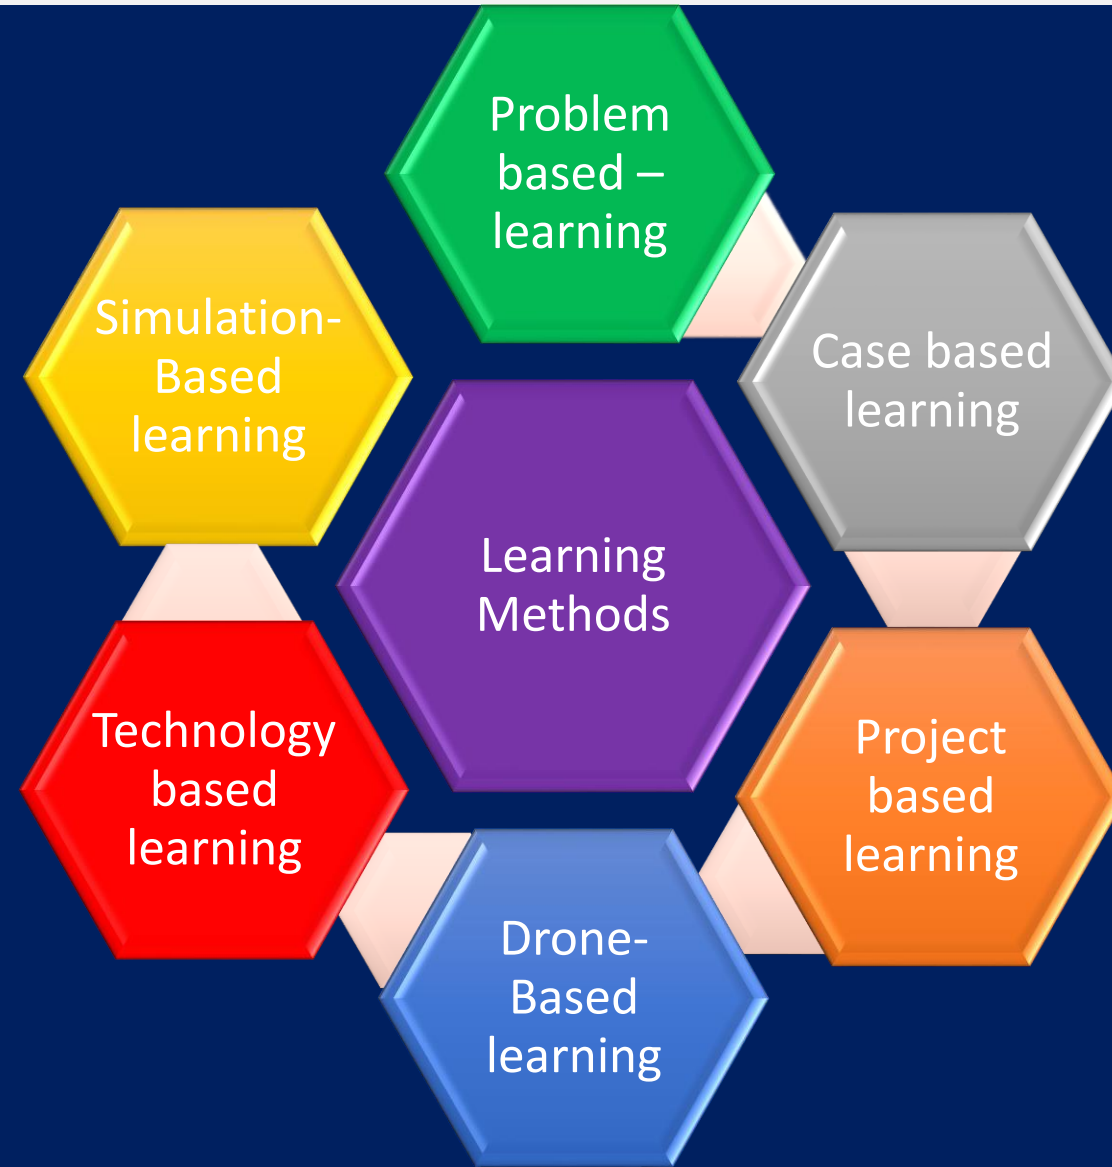 Problem
based –
learning
Case based
learning
Simulation-
Based
learning
Learning
Methods
Technology
based
learning
Project
based
learning
Drone-
Based
learning